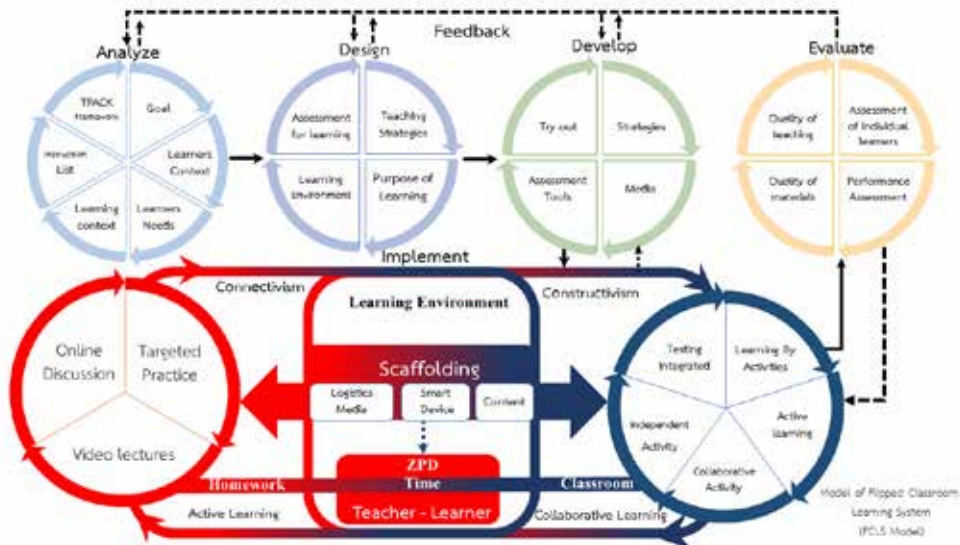 Feedback
Analyze
Design
Develop
Evaluate
TPACK
framework
Goal
Instruction
List
Learners
Context
Learning
context
Learners
Needs
Assessment
for learning
Teaching
Strategies
Learning
Environment
Purpose of
Learning
Try out
Strategies
Assessment
Tools
Media
Quality of
teaching
Assessment
of individual
learners
Quality of
materials
Performance
Assessment
Implement
Connectivism
Learning Environment
Constructivism
Online
Discussion
Targeted
Practice
Video lectures
Scaffolding
Logistics
Media
Smart
Device
Content
ZPD
Time
Teacher - Learner
Homework
Classroom
Active Learning
Collaborative Learning
Testing
Integrated
Learning By
Activities
Independent
Activity
Active
Learning
Collaborative
Activity
Model of Flipped Classroom
Learning System
(FCLS Model)